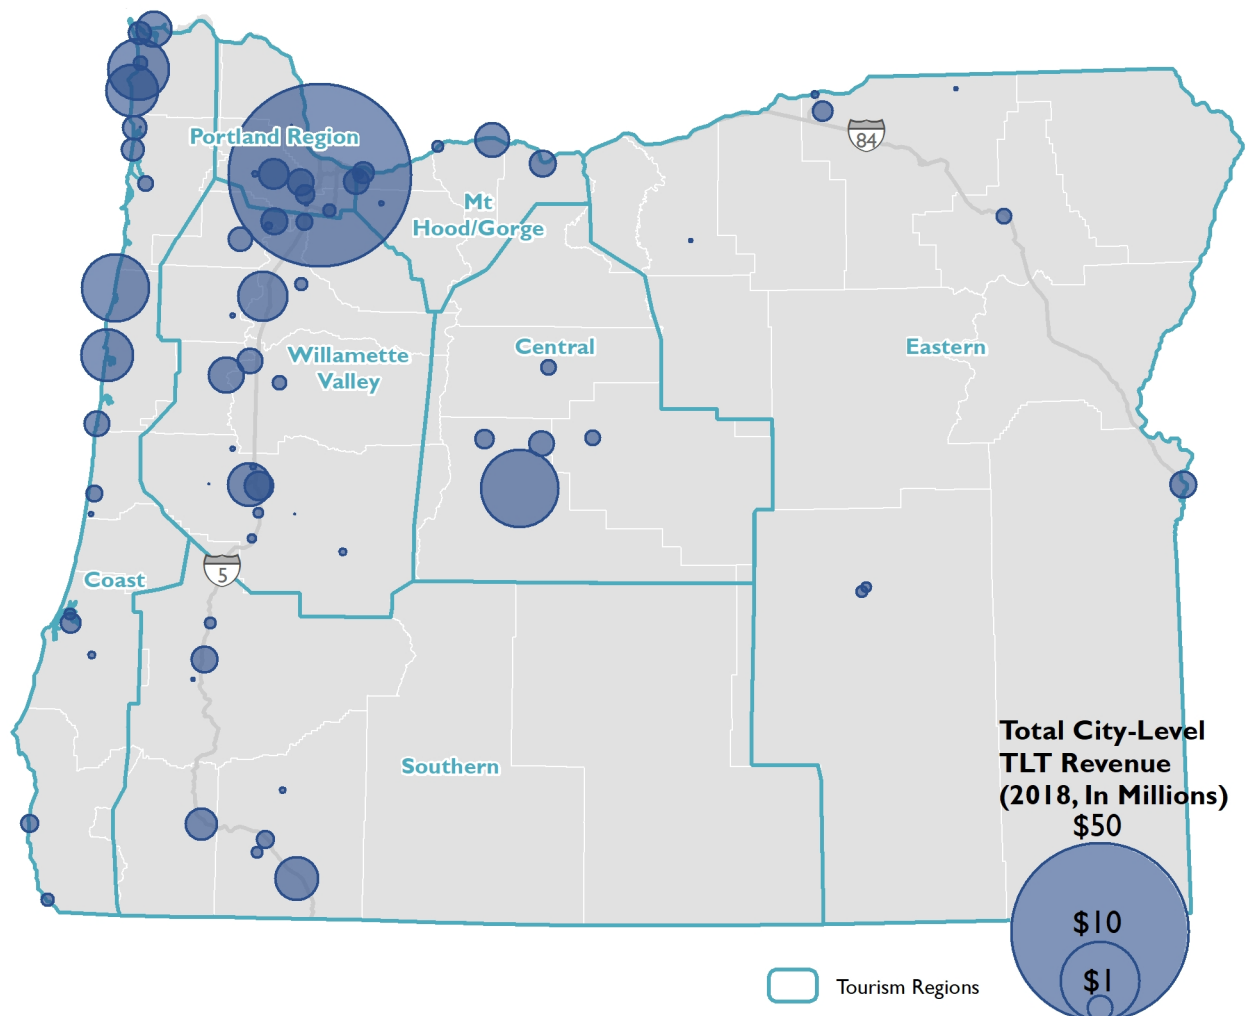 Portland Region
84
Mt
Hood/Gorge
Willamette
Valley
Central
Eastern
Coast
5
Southern
Total City-Level
TLT Revenue
(2018, In Millions)
$50
$10
$1
Tourism Regions